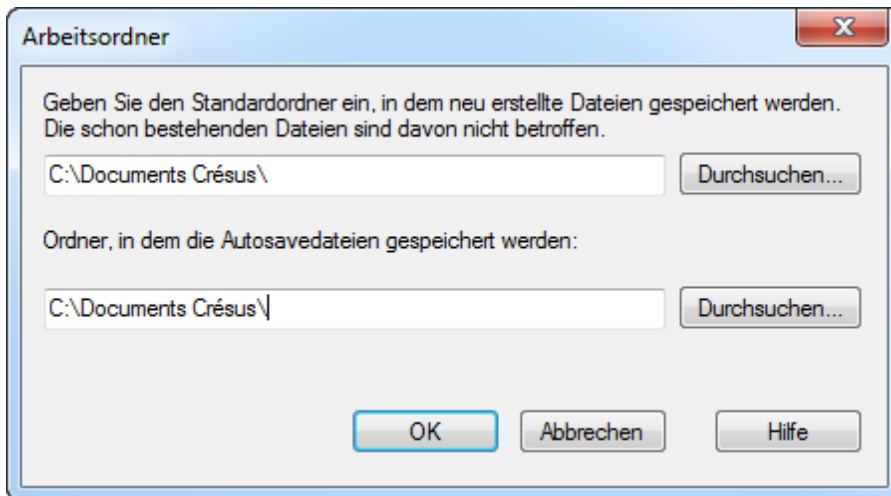 Arbeitsordner
Geben Sie den Standardordner ein, in dem neu erstellte Dateien gespeichert werden.
Die schon bestehenden Dateien sind davon nicht betroffen.
C:\Documents Crésus\
Durchsuchen...
Ordner, in dem die Autosavedateien gespeichert werden:
C:\Documents Crésus\
Durchsuchen...
OK
Abbrechen
Hilfe